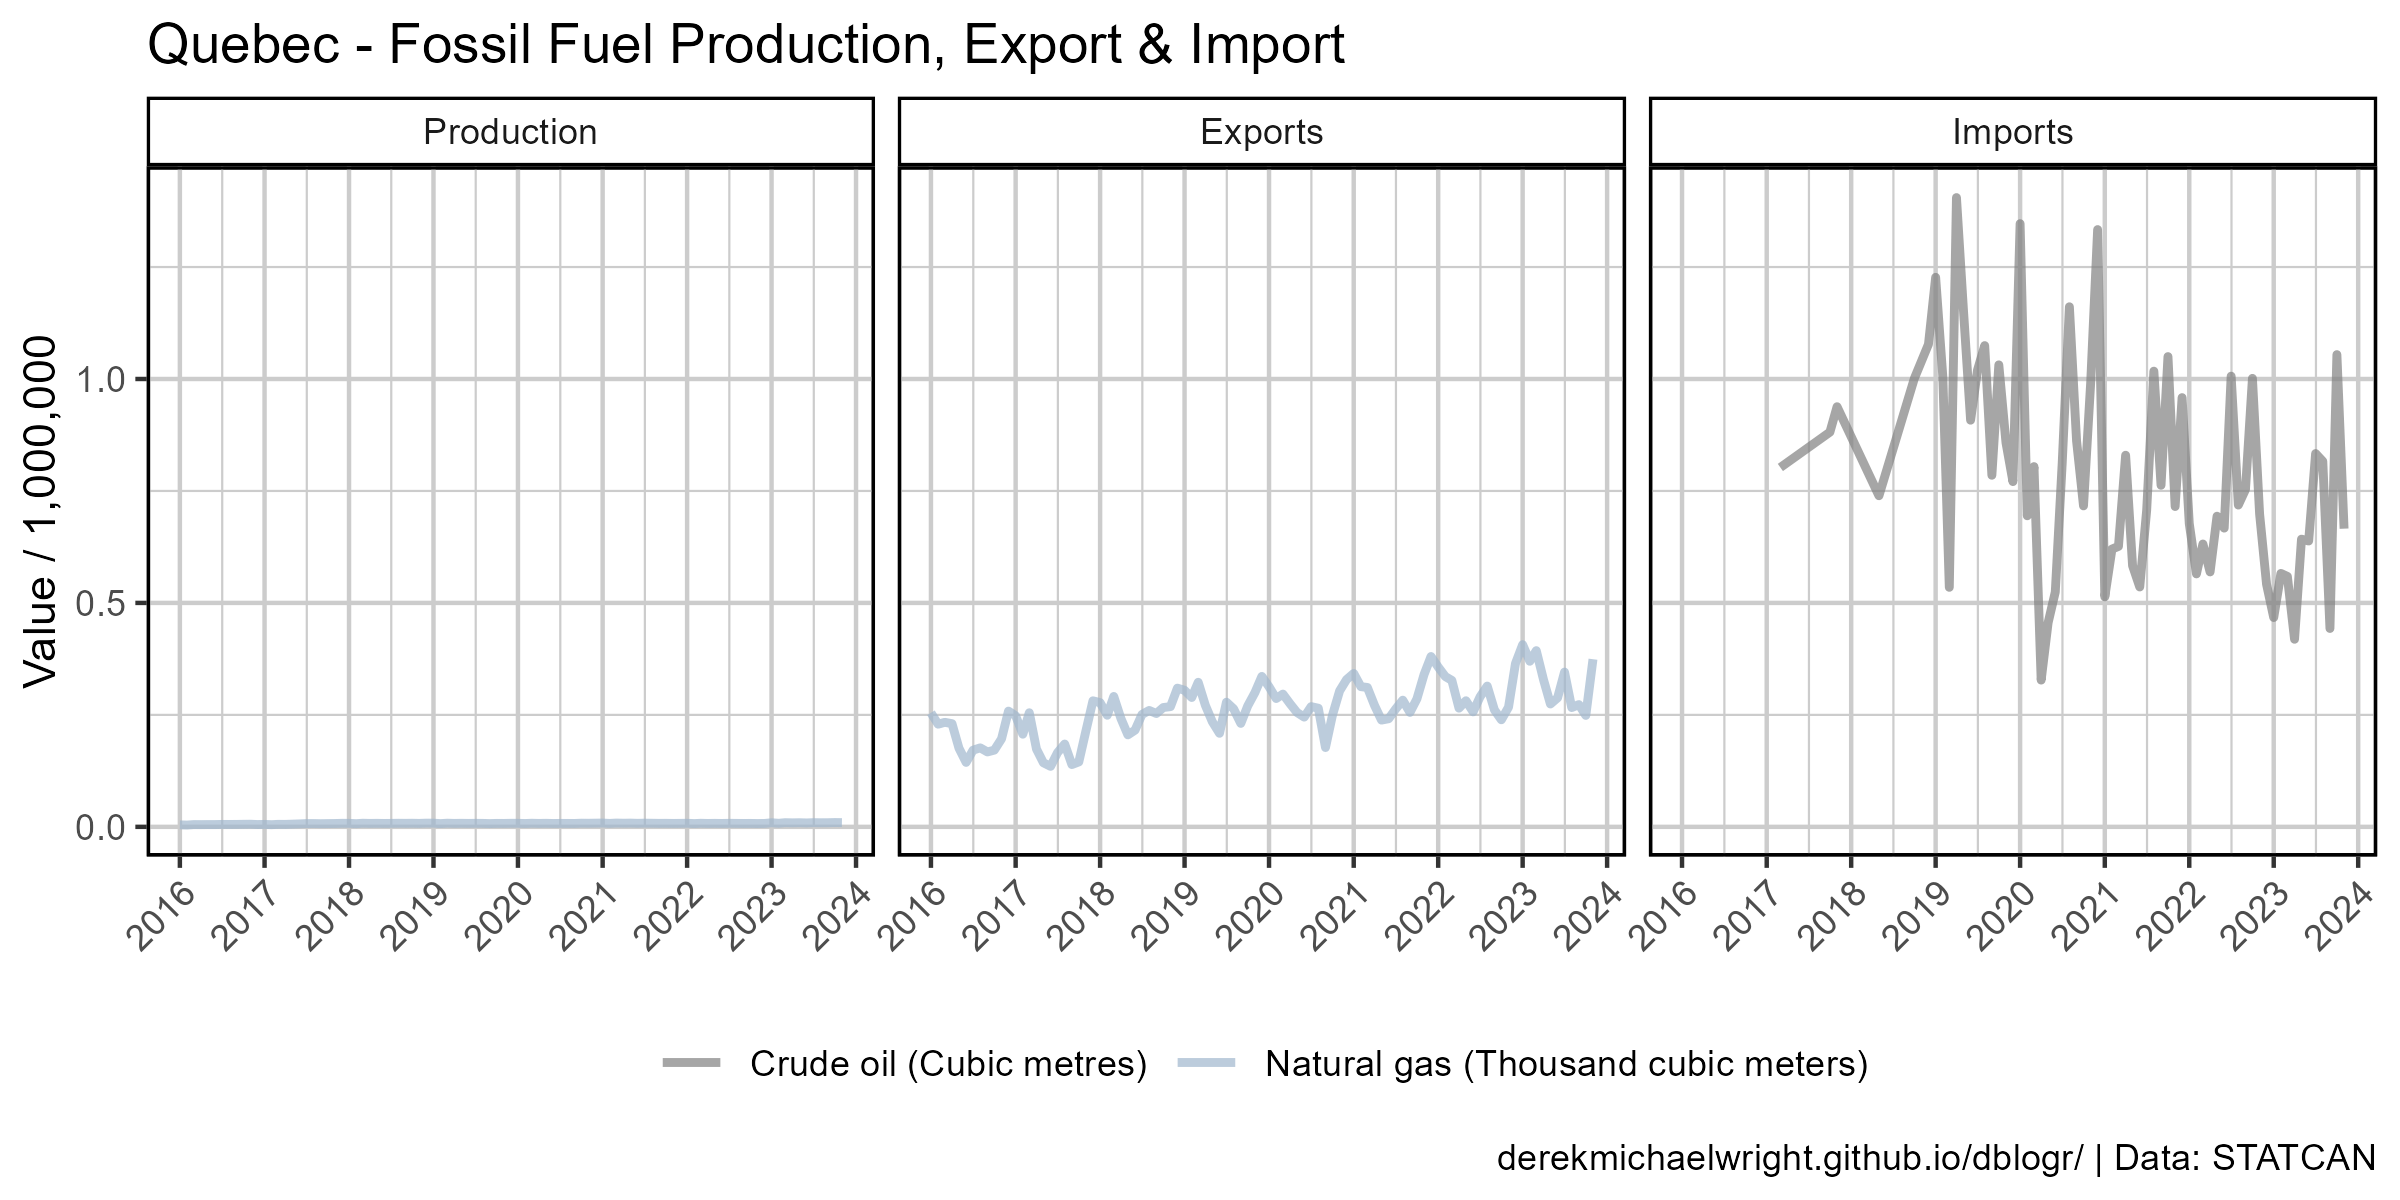 Quebec - Fossil Fuel Production, Export & Import
Production
Exports
Imports
Value / 1,000,000
1.0
0.5
0.0
2016 2017 2018 2019 2020 2021 2022 2023 2024
2016 2017 2018 2019 2020 2021 2022 2023 2024
2016 2017 2018 2019 2020 2021 2022 2023 2024
Crude oil (Cubic metres) Natural gas (Thousand cubic meters)
derekmichaelwright.github.io/dblogr/ | Data: STATCAN